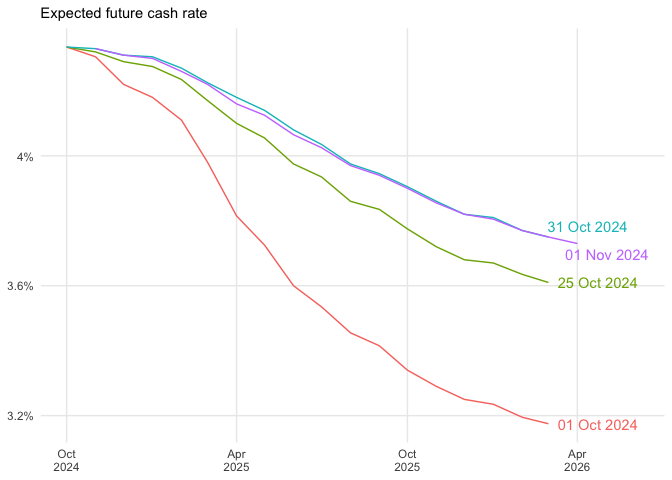 Expected future cash rate
4%
31 Oct 2024
01 Nov 2024
25 Oct 2024
3.6%
3.2%
01 Oct 2024
Oct
2024
Apr
2025
Oct
2025
Apr
2026